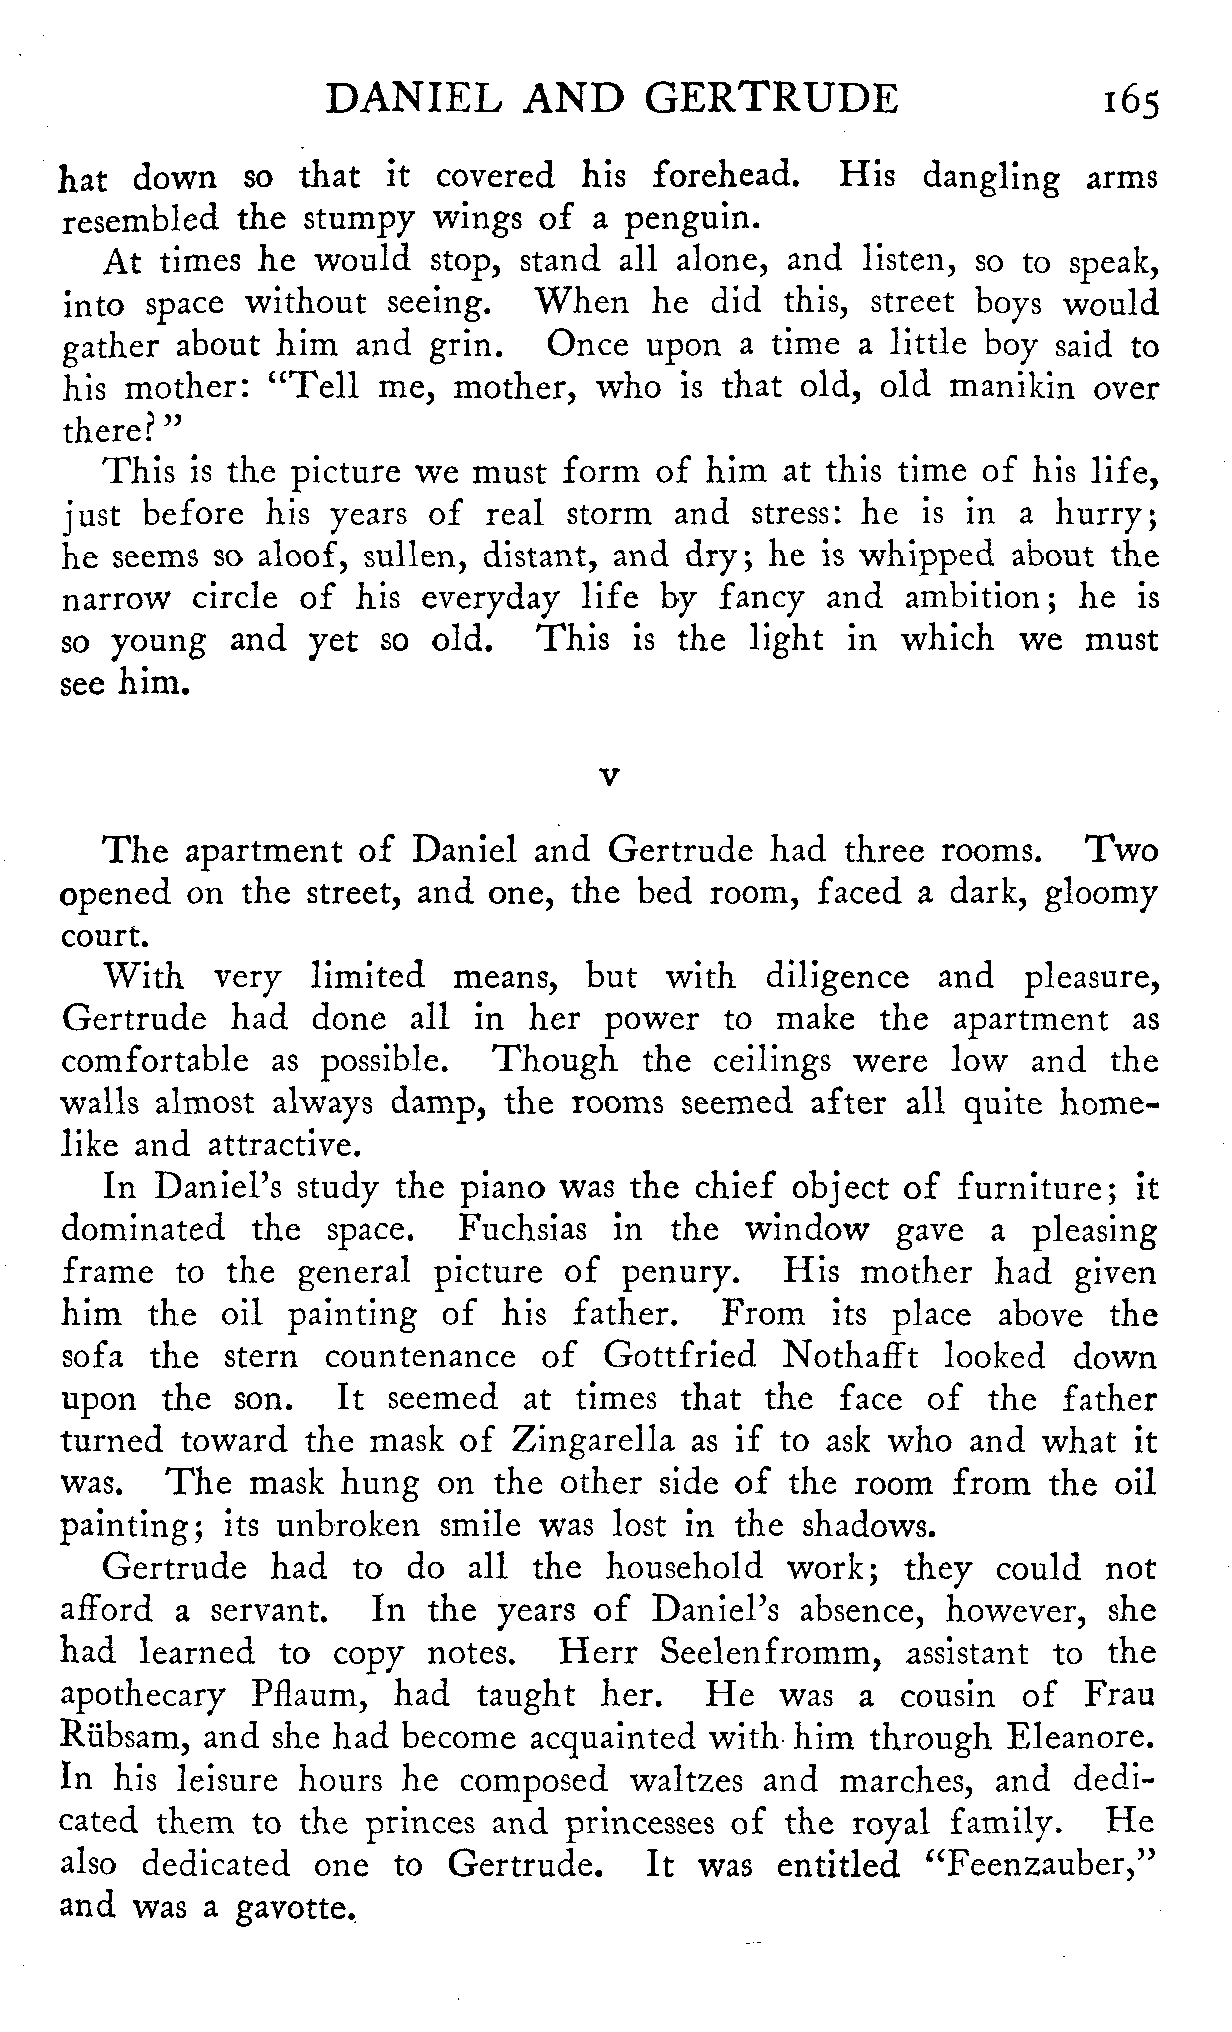 DANIEL AND GERTRUDE 165
hat down so that it covered his forehead. His dangling arms
resembled the stumpy wings of a penguin.
At times he would stop, stand all alone, and listen, so to speak,
into space without seeing. When he did this, street boys would
gather about him and grin. Once upon a time a little boy said to
his mother: “Tell me, mother, who is that old, old manikin over
there?”
This is the picture we must form of him at this time of his life,
just before his years of real storm and stress: he is in a hurry;
he seems so aloof, sullen, distant, and dry; he is whipped about the
narrow circle of his everyday life by fancy and ambition; he is
so young and yet so old. This is the light in which we must
see him.
V
The apartment of Daniel and Gertrude had three rooms. Two
opened on the street, and one, the bed room, faced a dark, gloomy
court.
With very limited means, but with diligence and pleasure,
Gertrude had done all in her power to make the apartment as
comfortable as possible. Though the ceilings were low and the
walls almost always damp, the rooms seemed after all quite home-
like and attractive.
In Daniel’s study the piano was the chief object of furniture; it
dominated the space. Fuchsias in the window gave a pleasing
frame to the general picture of penury. His mother had given
him the oil painting of his father. From its place above the
sofa the stern countenance of Gottfried Nothafft looked down
upon the son. It seemed at times that the face of the father
turned toward the mask of Zingarella as if to ask who and what it
was. The mask hung on the other side of the room from the oil
painting; its unbroken smile was lost in the shadows.
Gertrude had to do all the household work; they could not
afford a servant. In the years of Daniel’s absence, however, she
had learned to copy notes. Herr Seelenfromm, assistant to the
apothecary Pflaum, had taught her. He was a cousin of Frau
Rübsam, and she had become acquainted with him through Eleanore.
In his leisure hours he composed waltzes and marches, and dedi-
cated them to the princes and princesses of the royal family. He
also dedicated one to Gertrude. It was entitled “Feenzauber,”
and was a gavotte.